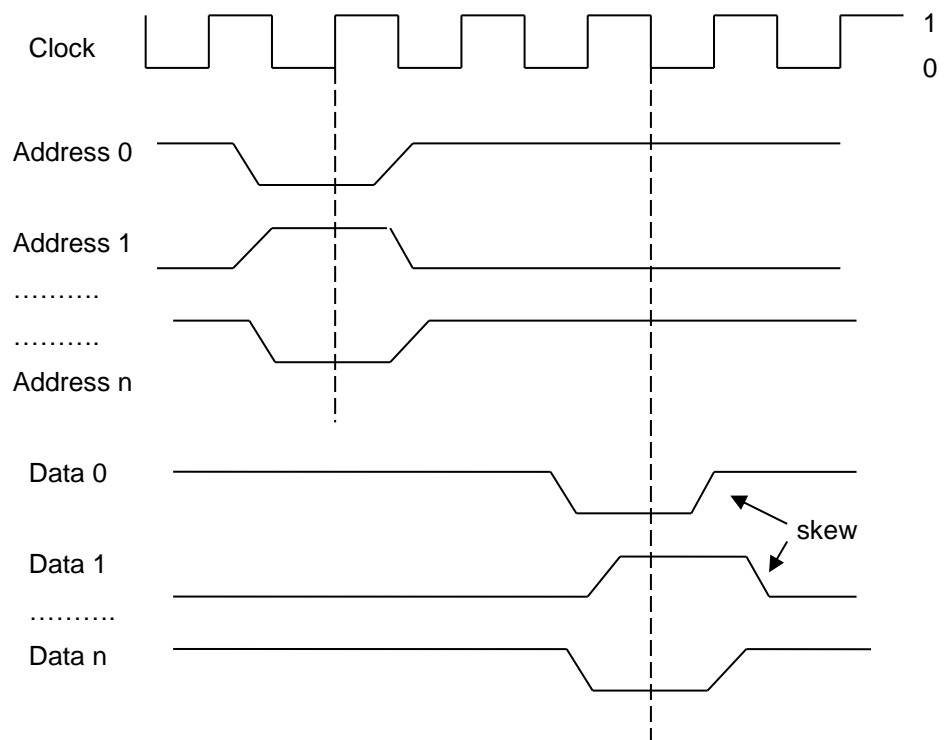 Clock
1
0
Address 0
Address 1
……….
……….
Address n
Data 0
skew
Data 1
……….
Data n